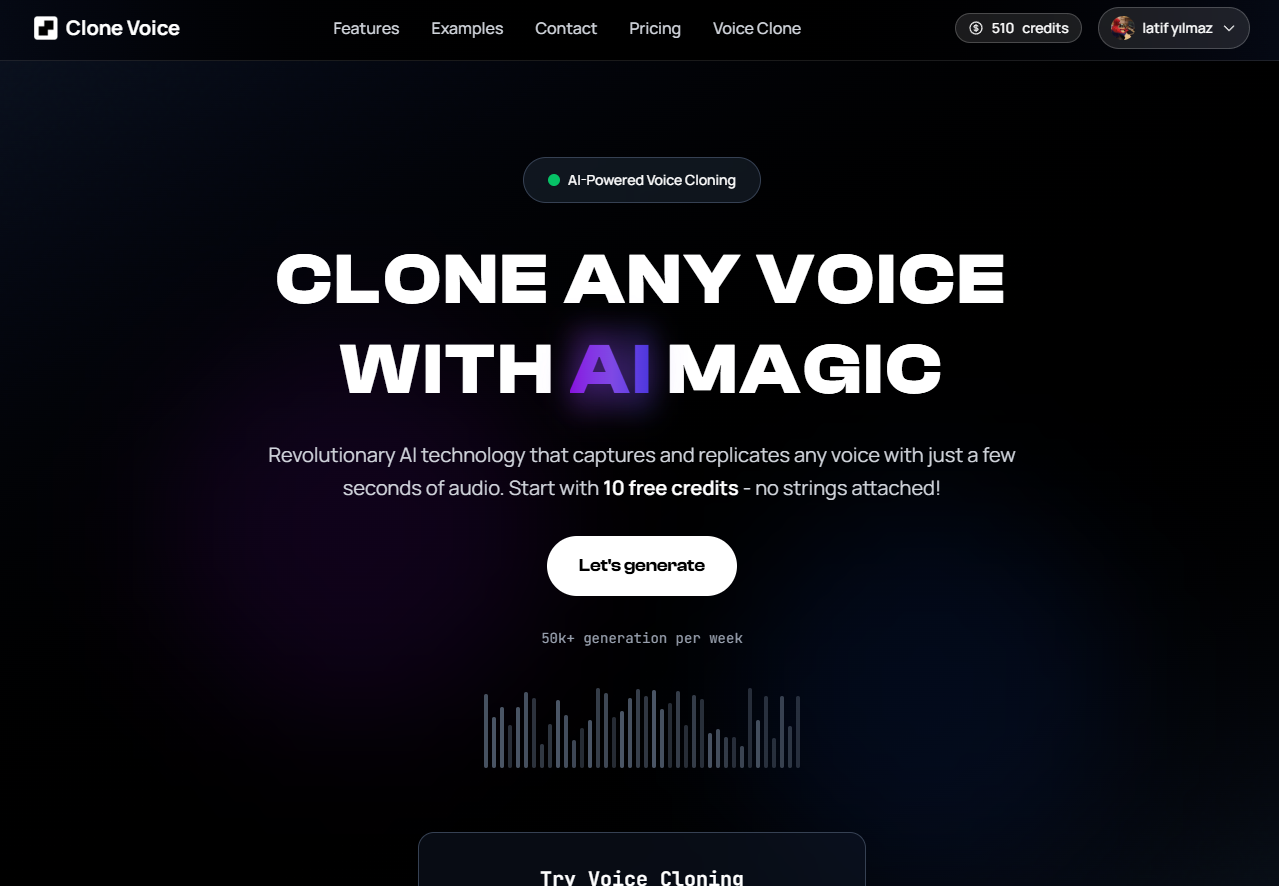 Clone Voice
Features
Examples
Contact
Pricing
Voice Clone
510 credits
latif yılmaz
AI-Powered Voice Cloning
CLONE ANY VOICE
WITH AI MAGIC
Revolutionary AI technology that captures and replicates any voice with just a few
seconds of audio. Start with 10 free credits - no strings attached!
Let's generate
50k+ generation per week
Try Voice Cloning